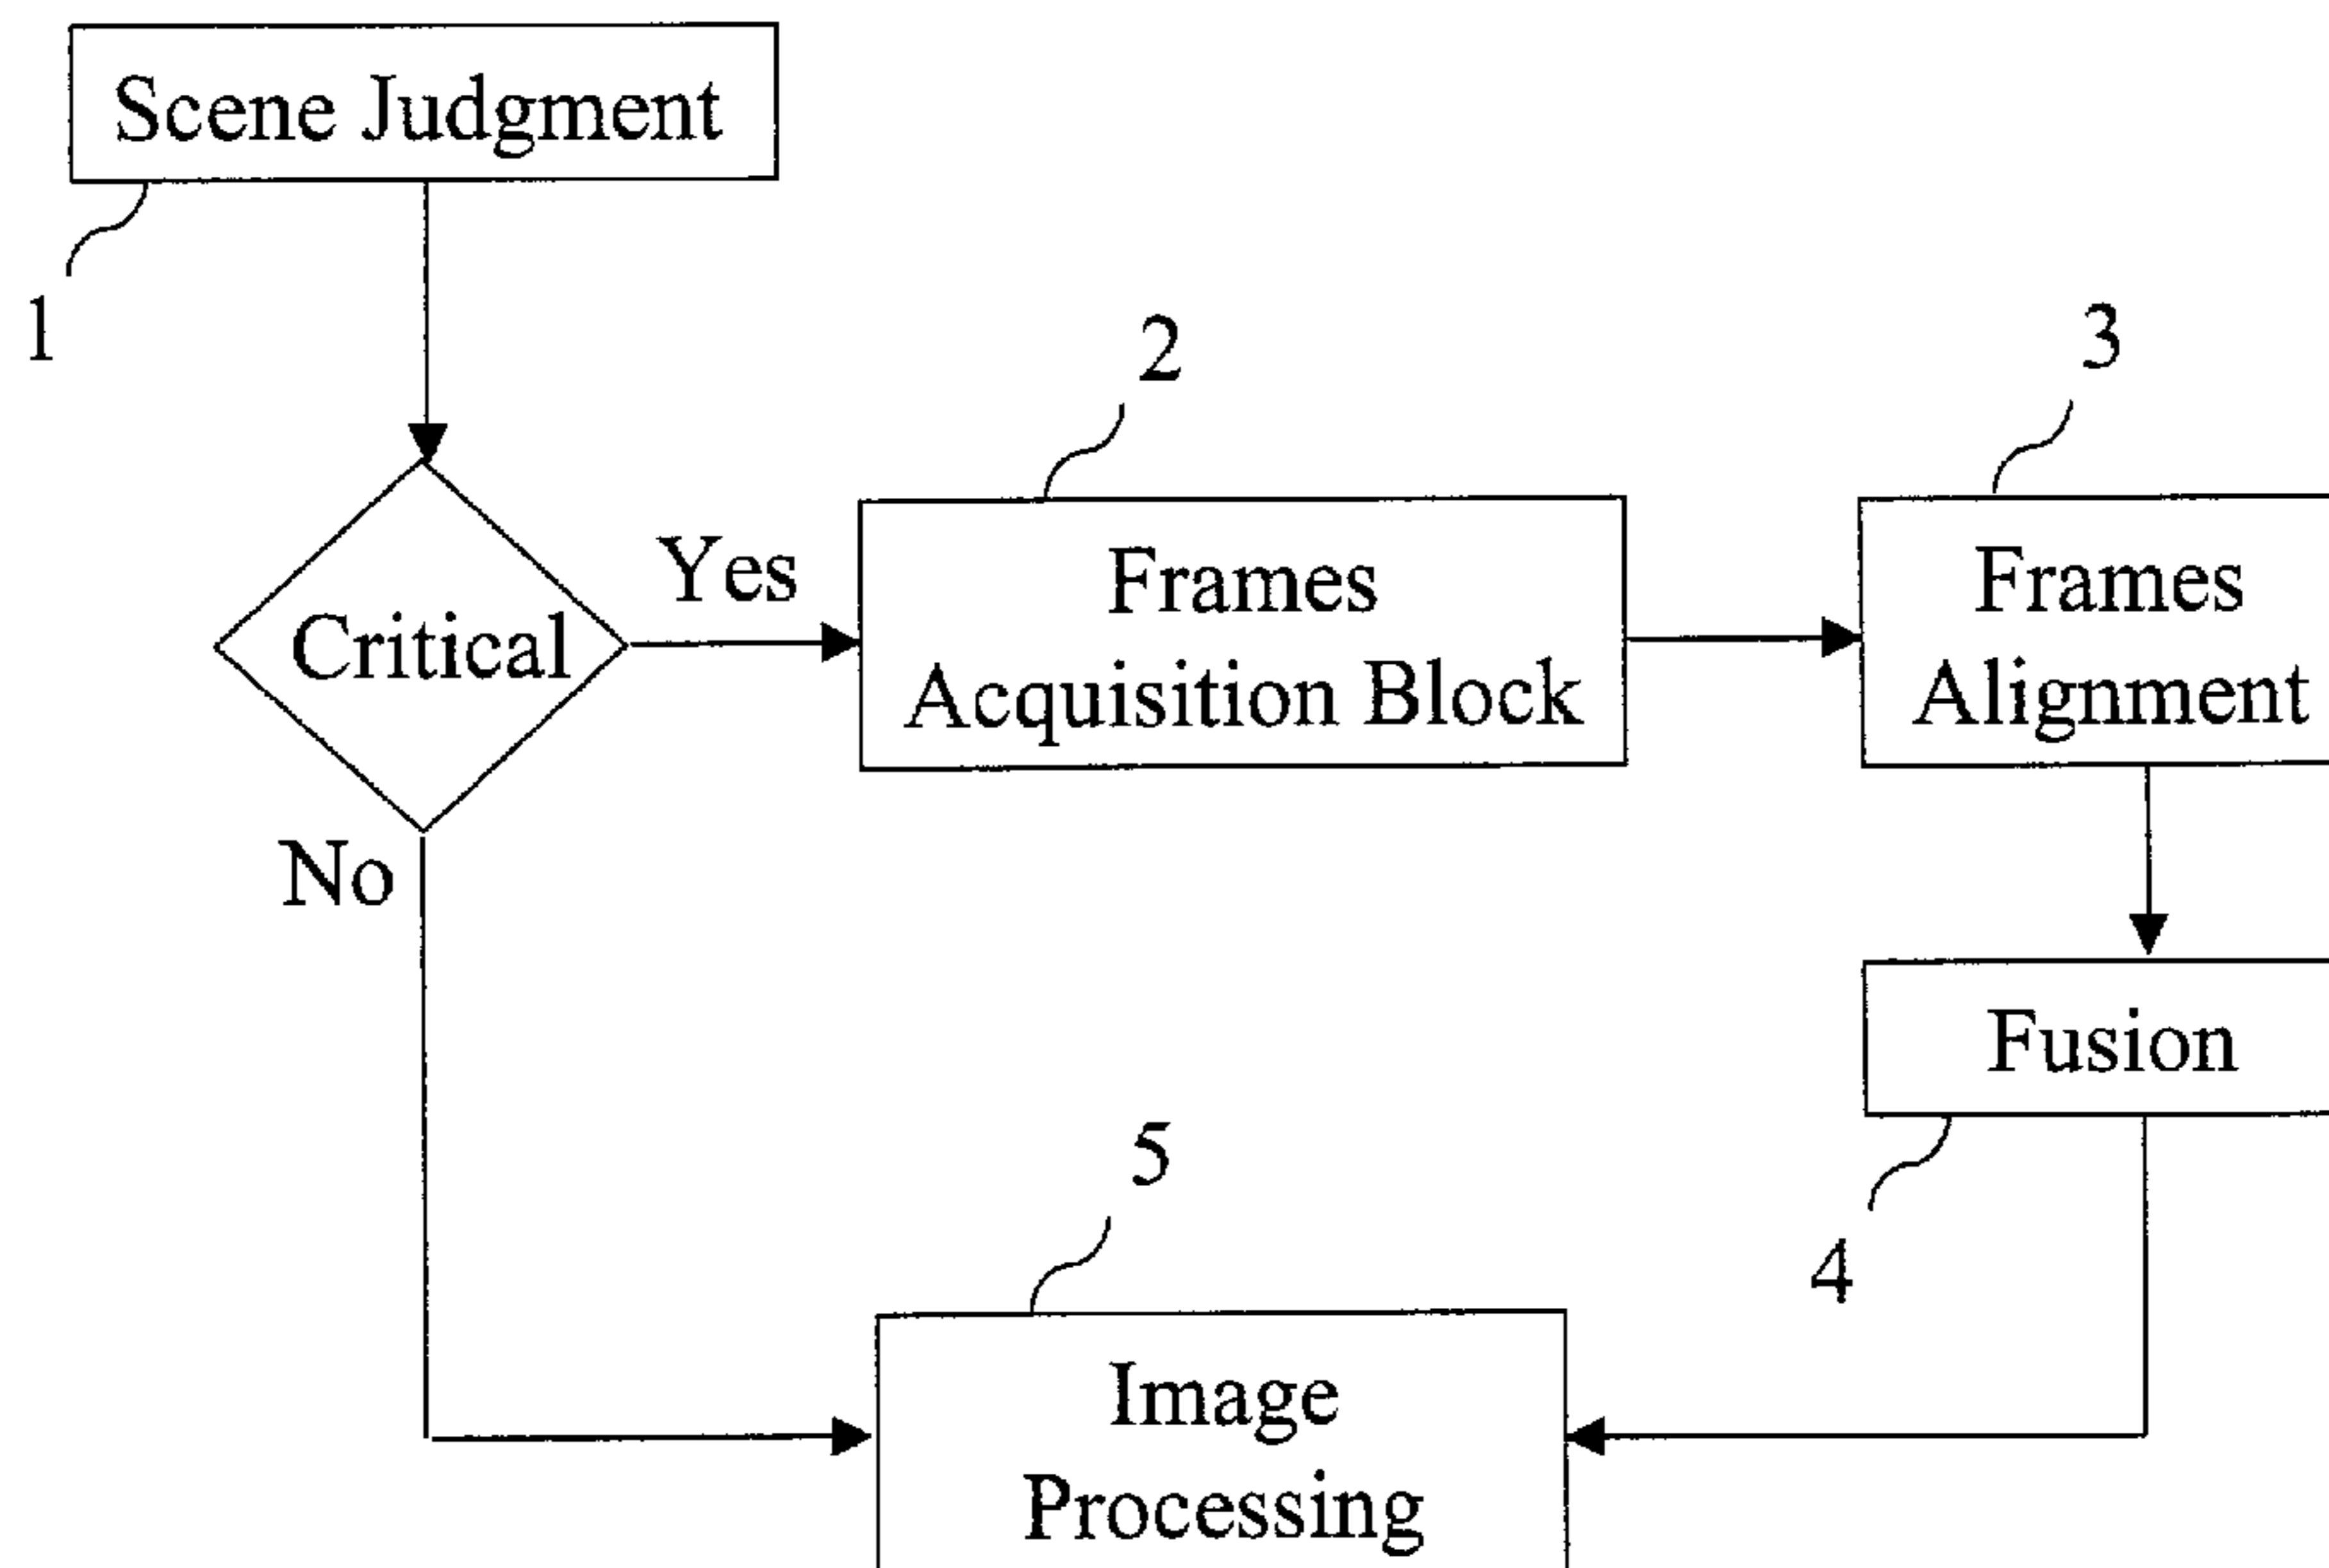 Scene Judgment
1
2
3
Yes
Frames
Acquisition Block
Frames
Alignment
Critical
No
Fusion
5
4
Image
Processing